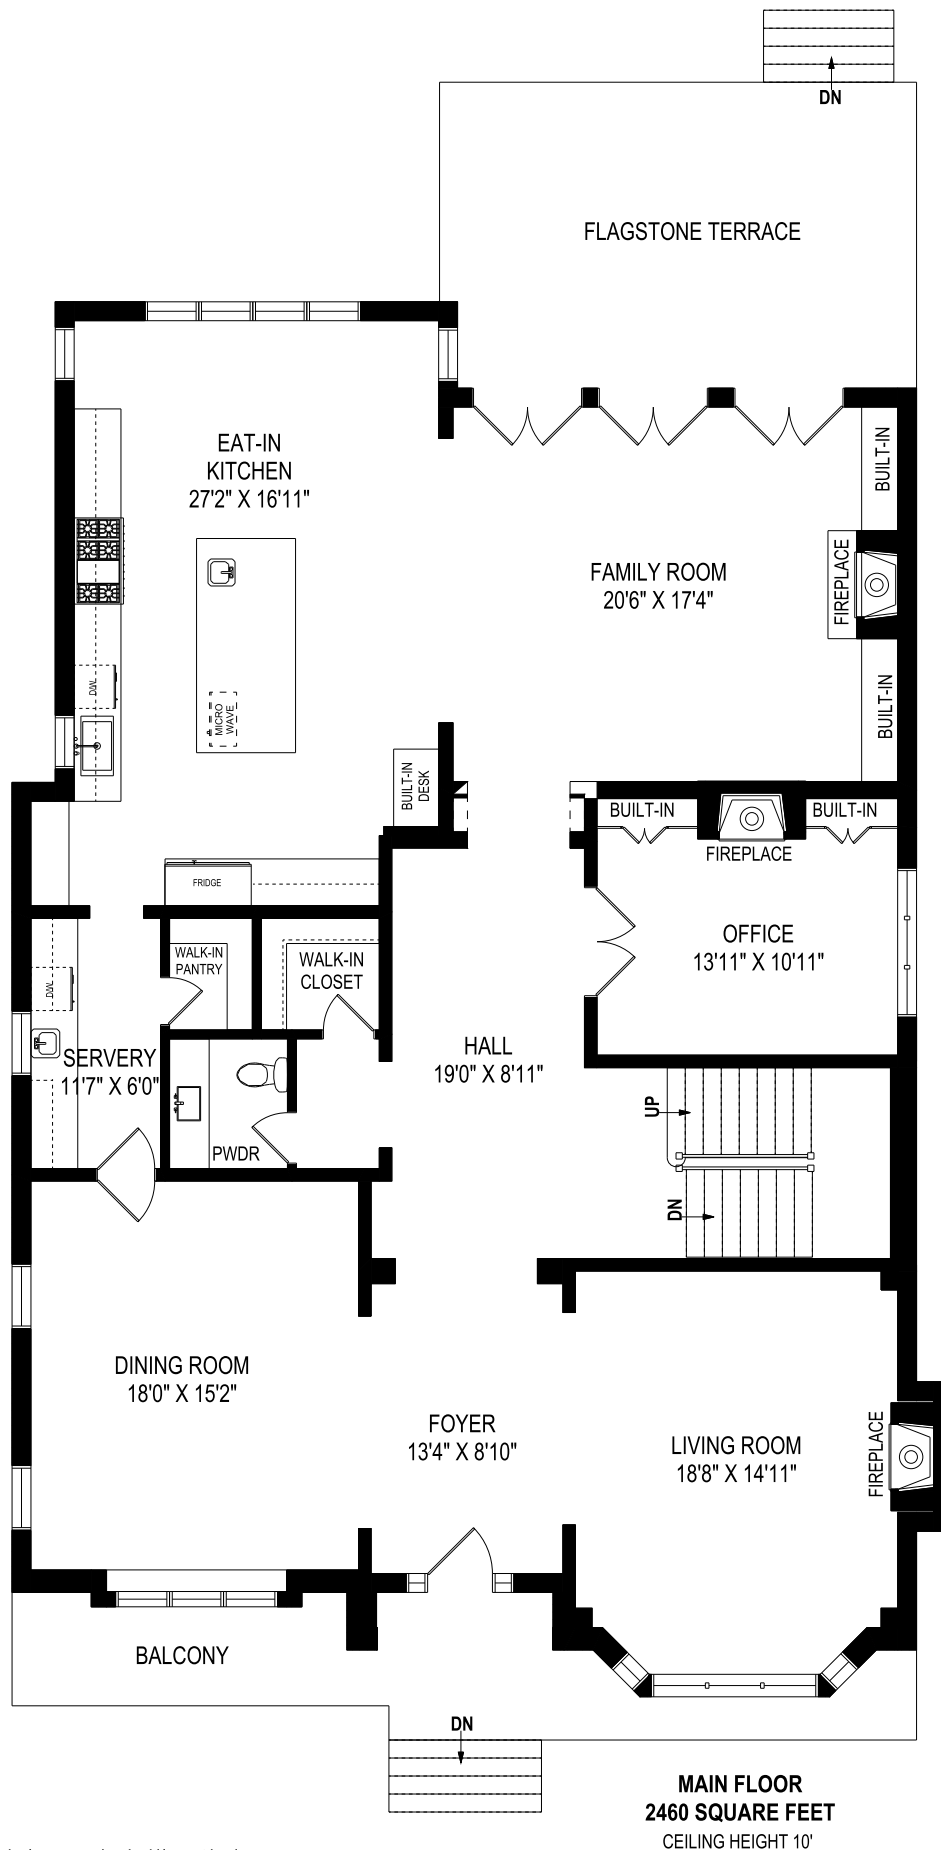 DN
FLAGSTONE TERRACE
EAT-IN
KITCHEN
27'2" X 16'11"
BUILT-IN
FAMILY ROOM
20'6" X 17'4"
FIREPLACE
DW
MICRO
WAVE
BUILT-IN
BUILT-IN
DESK
BUILT-IN
BUILT-IN
FIREPLACE
FRIDGE
OFFICE
13'11" X 10'11"
WALK-IN
PANTRY
WALK-IN
CLOSET
DW
SERVERY
11'7" X 6'0"
HALL
19'0" X 8'11"
UP
PWDR
DN
DINING ROOM
18'0" X 15'2"
FOYER
13'4" X 8'10"
LIVING ROOM
18'8" X 14'11"
FIREPLACE
BALCONY
DN
MAIN FLOOR
2460 SQUARE FEET
CEILING HEIGHT 10'